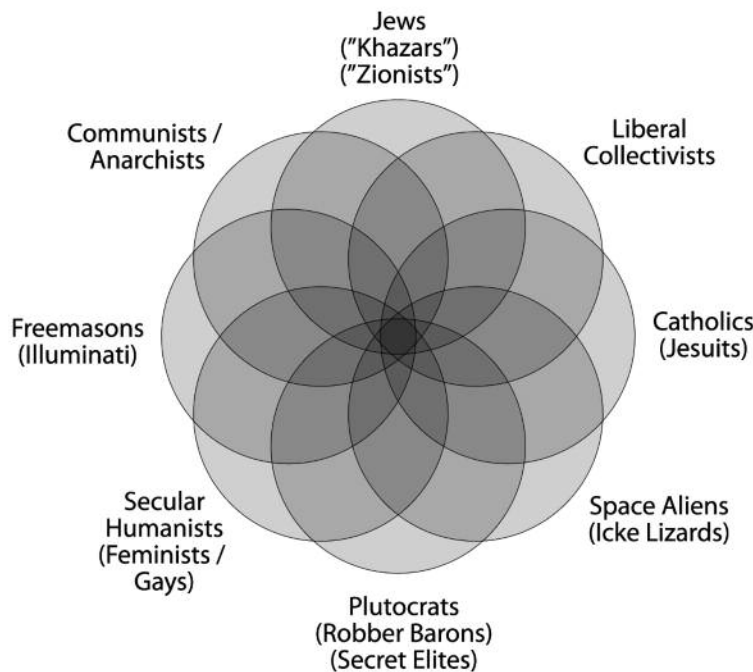 Jews
("Khazars")
("Zionists")
Communists /
Anarchists
Liberal
Collectivists
Freemasons
(Illuminati)
Catholics
(Jesuits)
Secular
Humanists
(Feminists /
Gays)
Space Aliens
(Icke Lizards)
Plutocrats
(Robber Barons)
(Secret Elites)